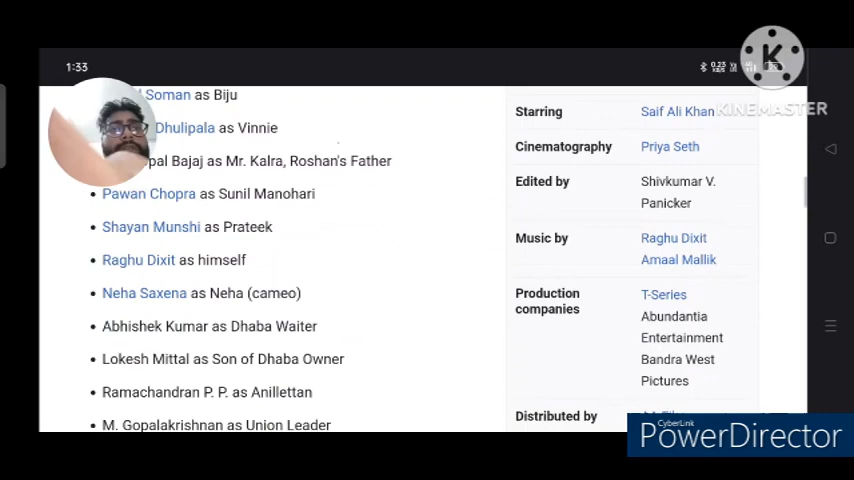 1:33
Soman as Biju
Dhulipala as Vinnie
pal Bajaj as Mr. Kalra, Roshan's Father
Pawan Chopra as Sunil Manohari
Shayan Munshi as Prateek
Raghu Dixit as himself
Neha Saxena as Neha (cameo)
Abhishek Kumar as Dhaba Waiter
Lokesh Mittal as Son of Dhaba Owner
Ramachandran P. P. as Anillettan
M. Gopalakrishnan as Union Leader
Starring Saif Ali Khan
Cinematography Priya Seth
Edited by Shivkumar V.
Panicker
Music by Raghu Dixit
Amaal Mallik
Production T-Series
companies Abundantia
Entertainment
Bandra West
Pictures
Distributed by
K
KINEMASTER
CyberLink
PowerDirector